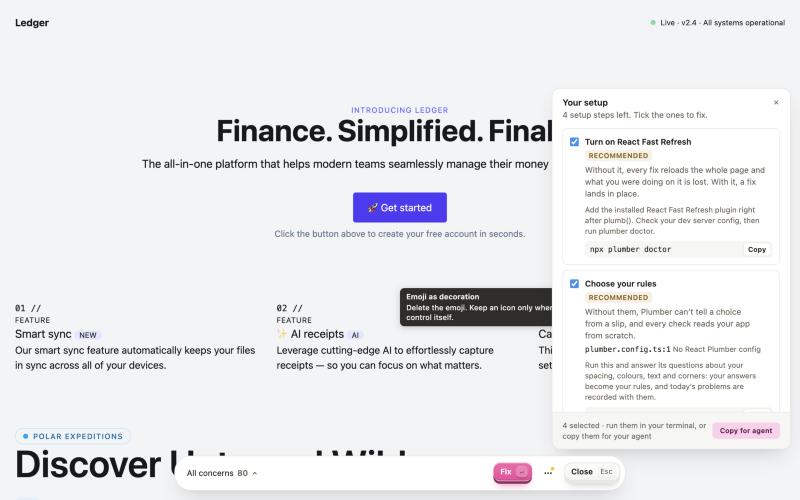 Ledger
Live · v2.4 · All systems operational
INTRODUCING LEDGER
Finance. Simplified. Final
The all-in-one platform that helps modern teams seamlessly manage their money
🚀 Get started
Click the button above to create your free account in seconds.
01 //
FEATURE
Smart sync NEW
Our smart sync feature automatically keeps your files
in sync across all of your devices.
02 //
FEATURE
✨ AI receipts AI
Leverage cutting-edge AI to effortlessly capture
receipts — so you can focus on what matters.
Emoji as decoration
Delete the emoji. Keep an icon only when
control itself.
Ca
Thi
sett
POLAR EXPEDITIONS
Discover
Your setup
×
4 setup steps left. Tick the ones to fix.
Turn on React Fast Refresh
RECOMMENDED
Without it, every fix reloads the whole page and
what you were doing on it is lost. With it, a fix
lands in place.
Add the installed React Fast Refresh plugin right
after plumb(). Check your dev server config, then
run plumber doctor.
npx plumber doctor
Copy
Choose your rules
RECOMMENDED
Without them, Plumber can't tell a choice
from a slip, and every check reads your app
from scratch.
plumber.config.ts:1 No React Plumber config
Run this and answer its questions about your
spacing, colours, text and corners: your answers
become your rules, and today's problems are
recorded with them.
4 selected · run them in your terminal, or
copy them for your agent
Copy for agent
All concerns 80
Fix ↵
···
Close Esc